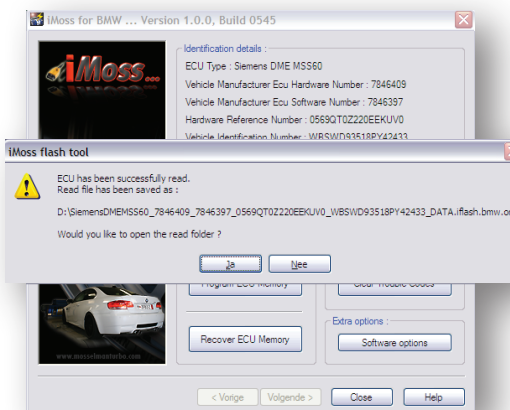 iMoss for BMW ... Version 1.0.0, Build 0545
iMoss...
Identification details :
ECU Type : Siemens DME MSS60
Vehicle Manufacturer Ecu Hardware Number : 7846409
Vehicle Manufacturer Ecu Software Number : 7846397
Hardware Reference Number : 0569QT0Z220EEKUV0
Vehicle Identification Number : WBSWD93518PY42433
iMoss flash tool
ECU has been successfully read.
Read file has been saved as :
D:\SiemensDMEMSS60_7846409_7846397_0569QT0Z220EEKUV0_WBSWD93518PY42433_DATA.iflash.bmw.or
Would you like to open the read folder ?
Ja
Nee
Program ECU Memory
Clear Trouble Codes
Extra options :
Recover ECU Memory
Software options
www.mosselmanturbo.com
< Vorige
Volgende >
Close
Help